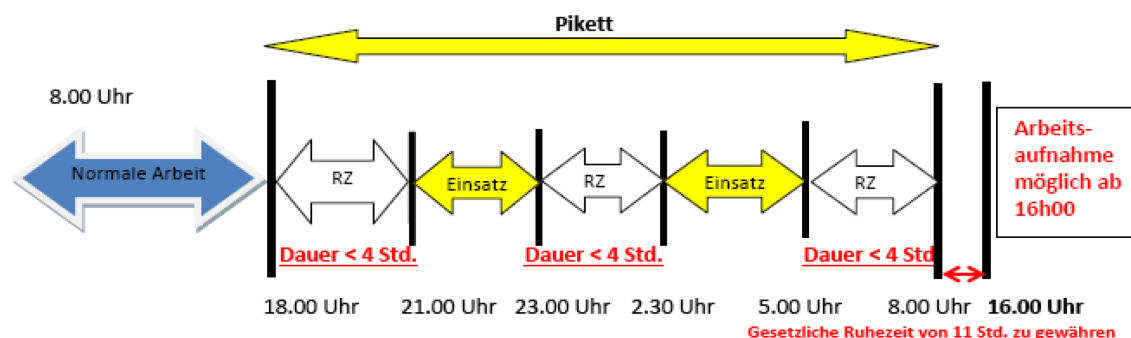 Pikett
8.00 Uhr
Normale Arbeit
RZ
Einsatz
RZ
Einsatz
RZ
Arbeits-
aufnahme
möglich ab
16h00
Dauer < 4 Std.
Dauer < 4 Std.
Dauer < 4 Std
18.00 Uhr
21.00 Uhr
23.00 Uhr
2.30 Uhr
5.00 Uhr
8.00 Uhr
16.00 Uhr
Gesetzliche Ruhezeit von 11 Std. zu gewähren